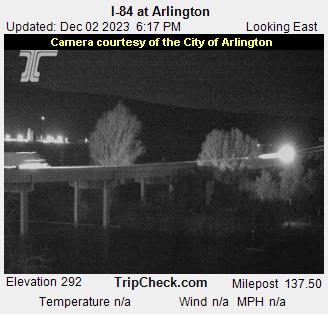 I-84 at Arlington
Updated: Dec 02 2023 6:17 PM Looking East
Camera courtesy of the City of Arlington
Elevation 292 TripCheck.com Milepost 137.50
Temperature n/a Wind n/a MPH n/a